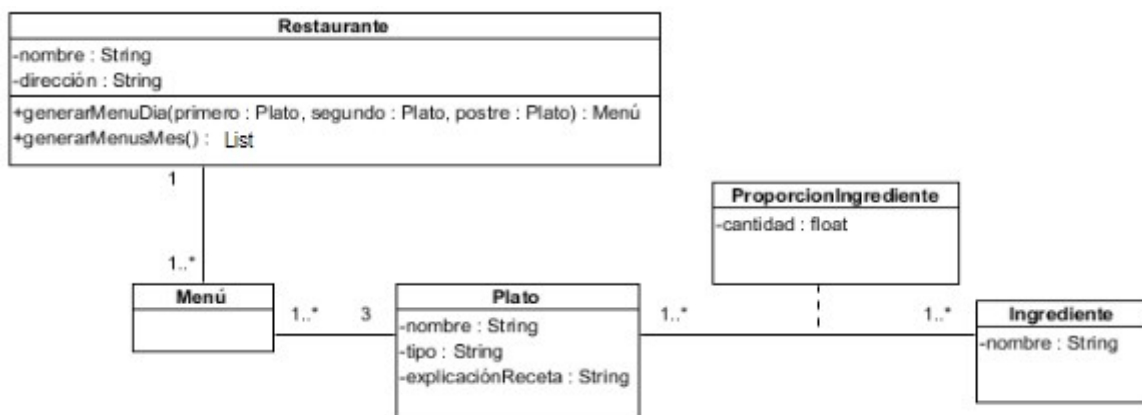 Restaurante
-nombre : String
-dirección : String
+generarMenuDia(primero : Plato, segundo : Plato, postre : Plato) : Menú
+generarMenusMes() : List
1
1..*
ProporcionIngrediente
-cantidad : float
Menú
1..*
3
Plato
-nombre : String
-tipo : String
-explicaciónReceta : String
1..*
1..*
Ingrediente
-nombre : String